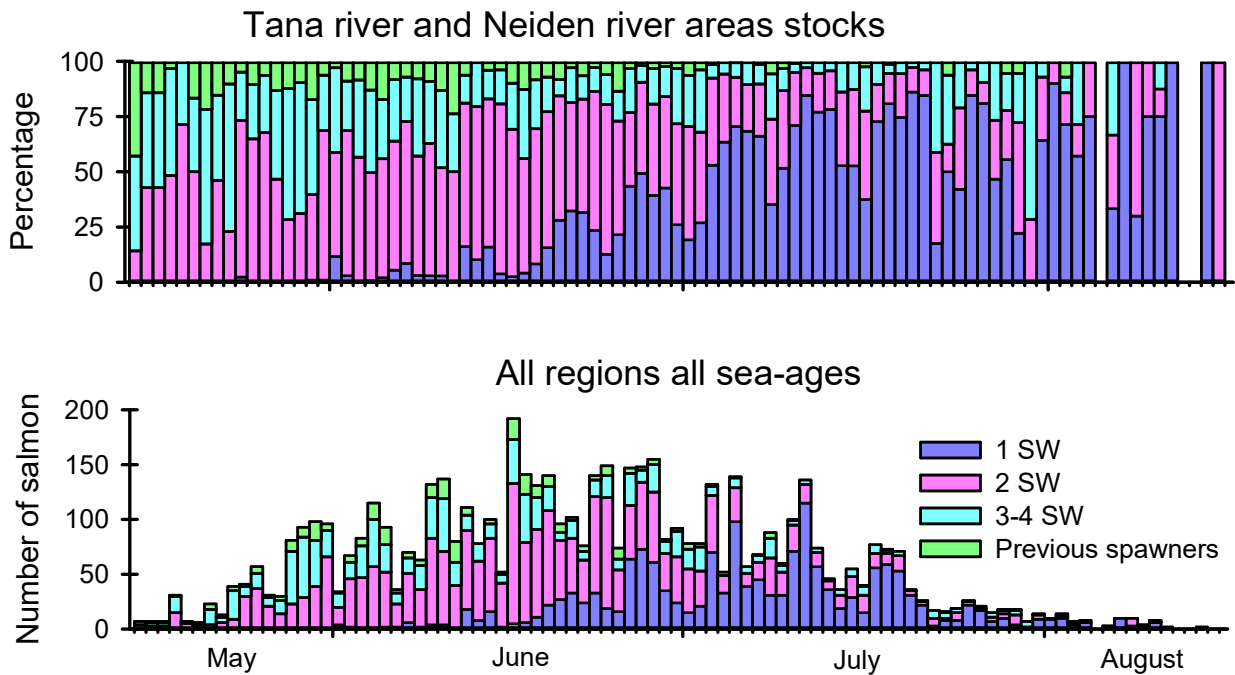 Tana river and Neiden river areas stocks
Percentage
100
75
50
25
0
All regions all sea-ages
Number of salmon
200
150
100
50
0
1 SW
2 SW
3-4 SW
Previous spawners
May June July August